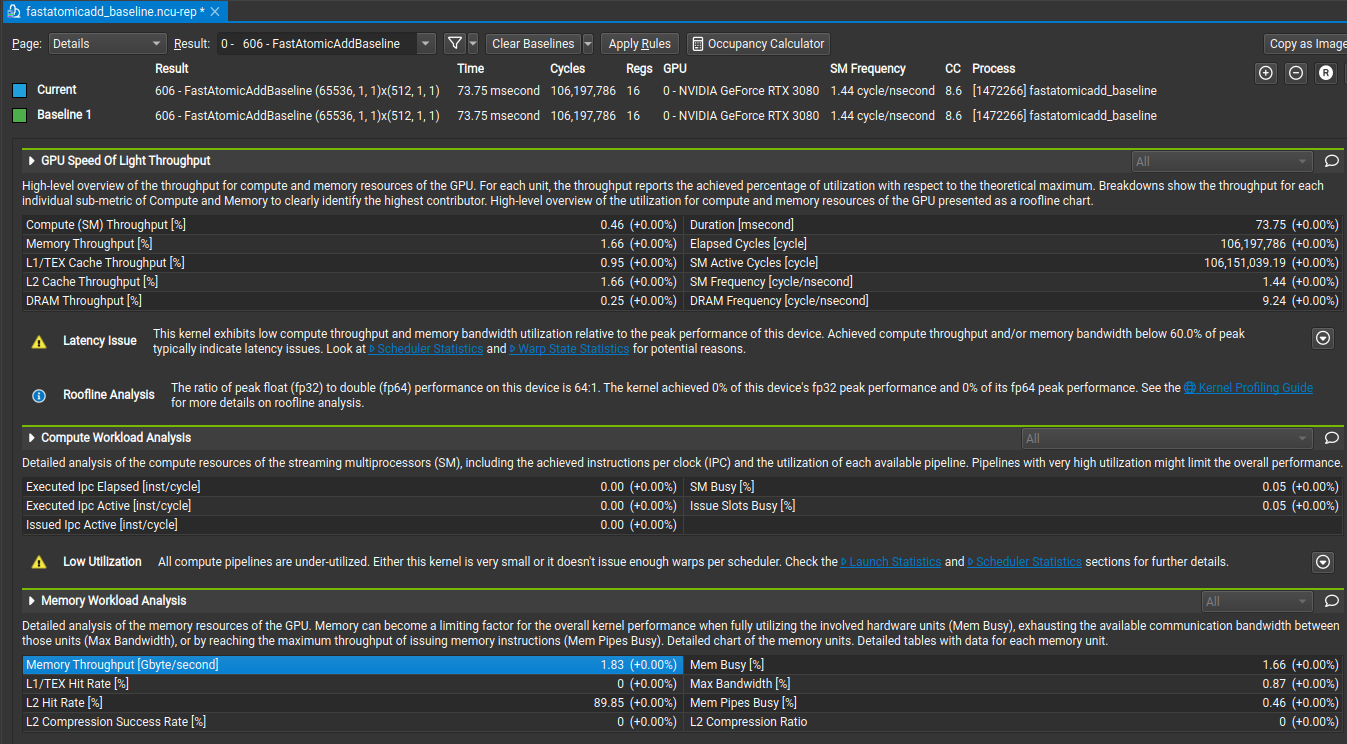 fastatomicadd_baseline.ncu-rep *
Page: Details Result: 0 - 606 - FastAtomicAddBaseline Clear Baselines Apply Rules Occupancy Calculator Copy as Image
Result Time Cycles Regs GPU SM Frequency CC Process
Current 606 - FastAtomicAddBaseline (65536, 1, 1)x(512, 1, 1) 73.75 msecond 106,197,786 16 0 - NVIDIA GeForce RTX 3080 1.44 cycle/nsecond 8.6 [1472266] fastatomicadd_baseline
Baseline 1 606 - FastAtomicAddBaseline (65536, 1, 1)x(512, 1, 1) 73.75 msecond 106,197,786 16 0 - NVIDIA GeForce RTX 3080 1.44 cycle/nsecond 8.6 [1472266] fastatomicadd_baseline
R
GPU Speed Of Light Throughput All
High-level overview of the throughput for compute and memory resources of the GPU. For each unit, the throughput reports the achieved percentage of utilization with respect to the theoretical maximum. Breakdowns show the throughput for each
individual sub-metric of Compute and Memory to clearly identify the highest contributor. High-level overview of the utilization for compute and memory resources of the GPU presented as a roofline chart.
Compute (SM) Throughput [%] 0.46 (+0.00%) Duration [msecond] 73.75 (+0.00%)
Memory Throughput [%] 1.66 (+0.00%) Elapsed Cycles [cycle] 106,197,786 (+0.00%)
L1/TEX Cache Throughput [%] 0.95 (+0.00%) SM Active Cycles [cycle] 106,151,039.19 (+0.00%)
L2 Cache Throughput [%] 1.66 (+0.00%) SM Frequency [cycle/nsecond] 1.44 (+0.00%)
DRAM Throughput [%] 0.25 (+0.00%) DRAM Frequency [cycle/nsecond] 9.24 (+0.00%)
Latency Issue This kernel exhibits low compute throughput and memory bandwidth utilization relative to the peak performance of this device. Achieved compute throughput and/or memory bandwidth below 60.0% of peak
typically indicate latency issues. Look at Scheduler Statistics and Warp State Statistics for potential reasons.
Roofline Analysis The ratio of peak float (fp32) to double (fp64) performance on this device is 64:1. The kernel achieved 0% of this device's fp32 peak performance and 0% of its fp64 peak performance. See the Kernel Profiling Guide
for more details on roofline analysis.
Compute Workload Analysis All
Detailed analysis of the compute resources of the streaming multiprocessors (SM), including the achieved instructions per clock (IPC) and the utilization of each available pipeline. Pipelines with very high utilization might limit the overall performance.
Executed Ipc Elapsed [inst/cycle] 0.00 (+0.00%) SM Busy [%] 0.05 (+0.00%)
Executed Ipc Active [inst/cycle] 0.00 (+0.00%) Issue Slots Busy [%] 0.05 (+0.00%)
Issued Ipc Active [inst/cycle] 0.00 (+0.00%)
Low Utilization All compute pipelines are under-utilized. Either this kernel is very small or it doesn't issue enough warps per scheduler. Check the Launch Statistics and Scheduler Statistics sections for further details.
Memory Workload Analysis All
Detailed analysis of the memory resources of the GPU. Memory can become a limiting factor for the overall kernel performance when fully utilizing the involved hardware units (Mem Busy), exhausting the available communication bandwidth between
those units (Max Bandwidth), or by reaching the maximum throughput of issuing memory instructions (Mem Pipes Busy). Detailed chart of the memory units. Detailed tables with data for each memory unit.
Memory Throughput [Gbyte/second] 1.83 (+0.00%) Mem Busy [%] 1.66 (+0.00%)
L1/TEX Hit Rate [%] 0 (+0.00%) Max Bandwidth [%] 0.87 (+0.00%)
L2 Hit Rate [%] 89.85 (+0.00%) Mem Pipes Busy [%] 0.46 (+0.00%)
L2 Compression Success Rate [%] 0 (+0.00%) L2 Compression Ratio 0 (+0.00%)